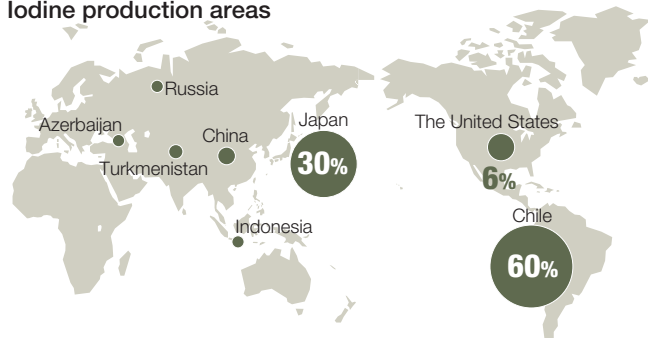 Iodine production areas
Russia
Azerbaijan
China
Japan
The United States
Turkmenistan
30%
6%
Indonesia
Chile
60%